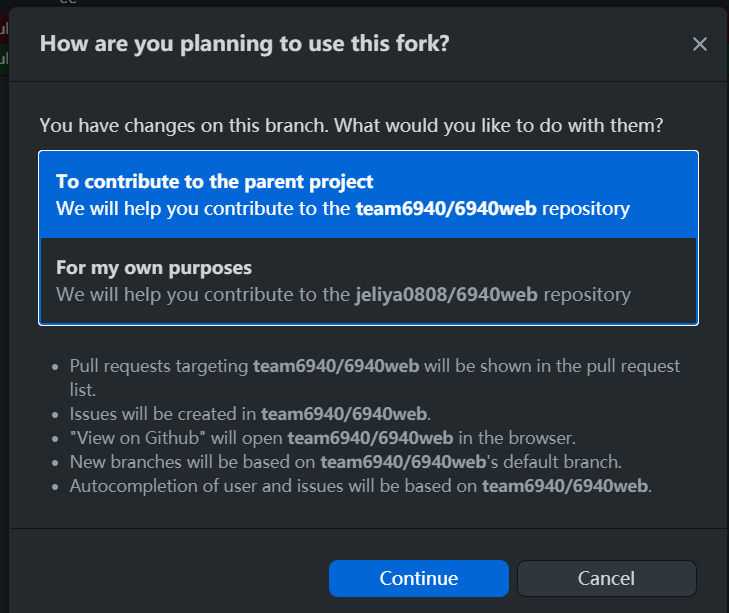 How are you planning to use this fork?
You have changes on this branch. What would you like to do with them?
To contribute to the parent project
We will help you contribute to the team6940/6940web repository
For my own purposes
We will help you contribute to the jeliya0808/6940web repository
• Pull requests targeting team6940/6940web will be shown in the pull request
list.
• Issues will be created in team6940/6940web.
• "View on Github" will open team6940/6940web in the browser.
• New branches will be based on team6940/6940web's default branch.
• Autocompletion of user and issues will be based on team6940/6940web.
Continue
Cancel